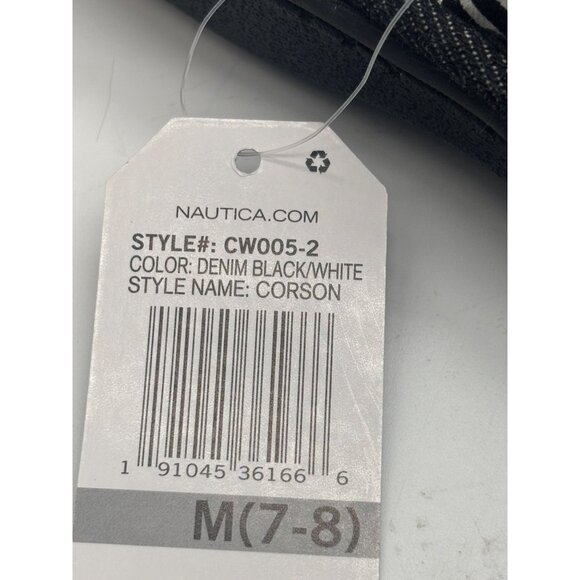 NAUTICA.COM
STYLE#: CW005-2
COLOR: DENIM BLACK/WHITE
STYLE NAME: CORSON
1 91045 36166 6
M(7-8)